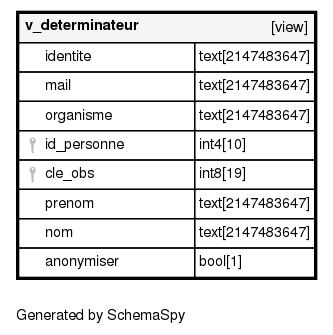 v_determinateur [view]
identite text[2147483647]
mail text[2147483647]
organisme text[2147483647]
id_personne int4[10]
cle_obs int8[19]
prenom text[2147483647]
nom text[2147483647]
anonymiser bool[1]
Generated by SchemaSpy